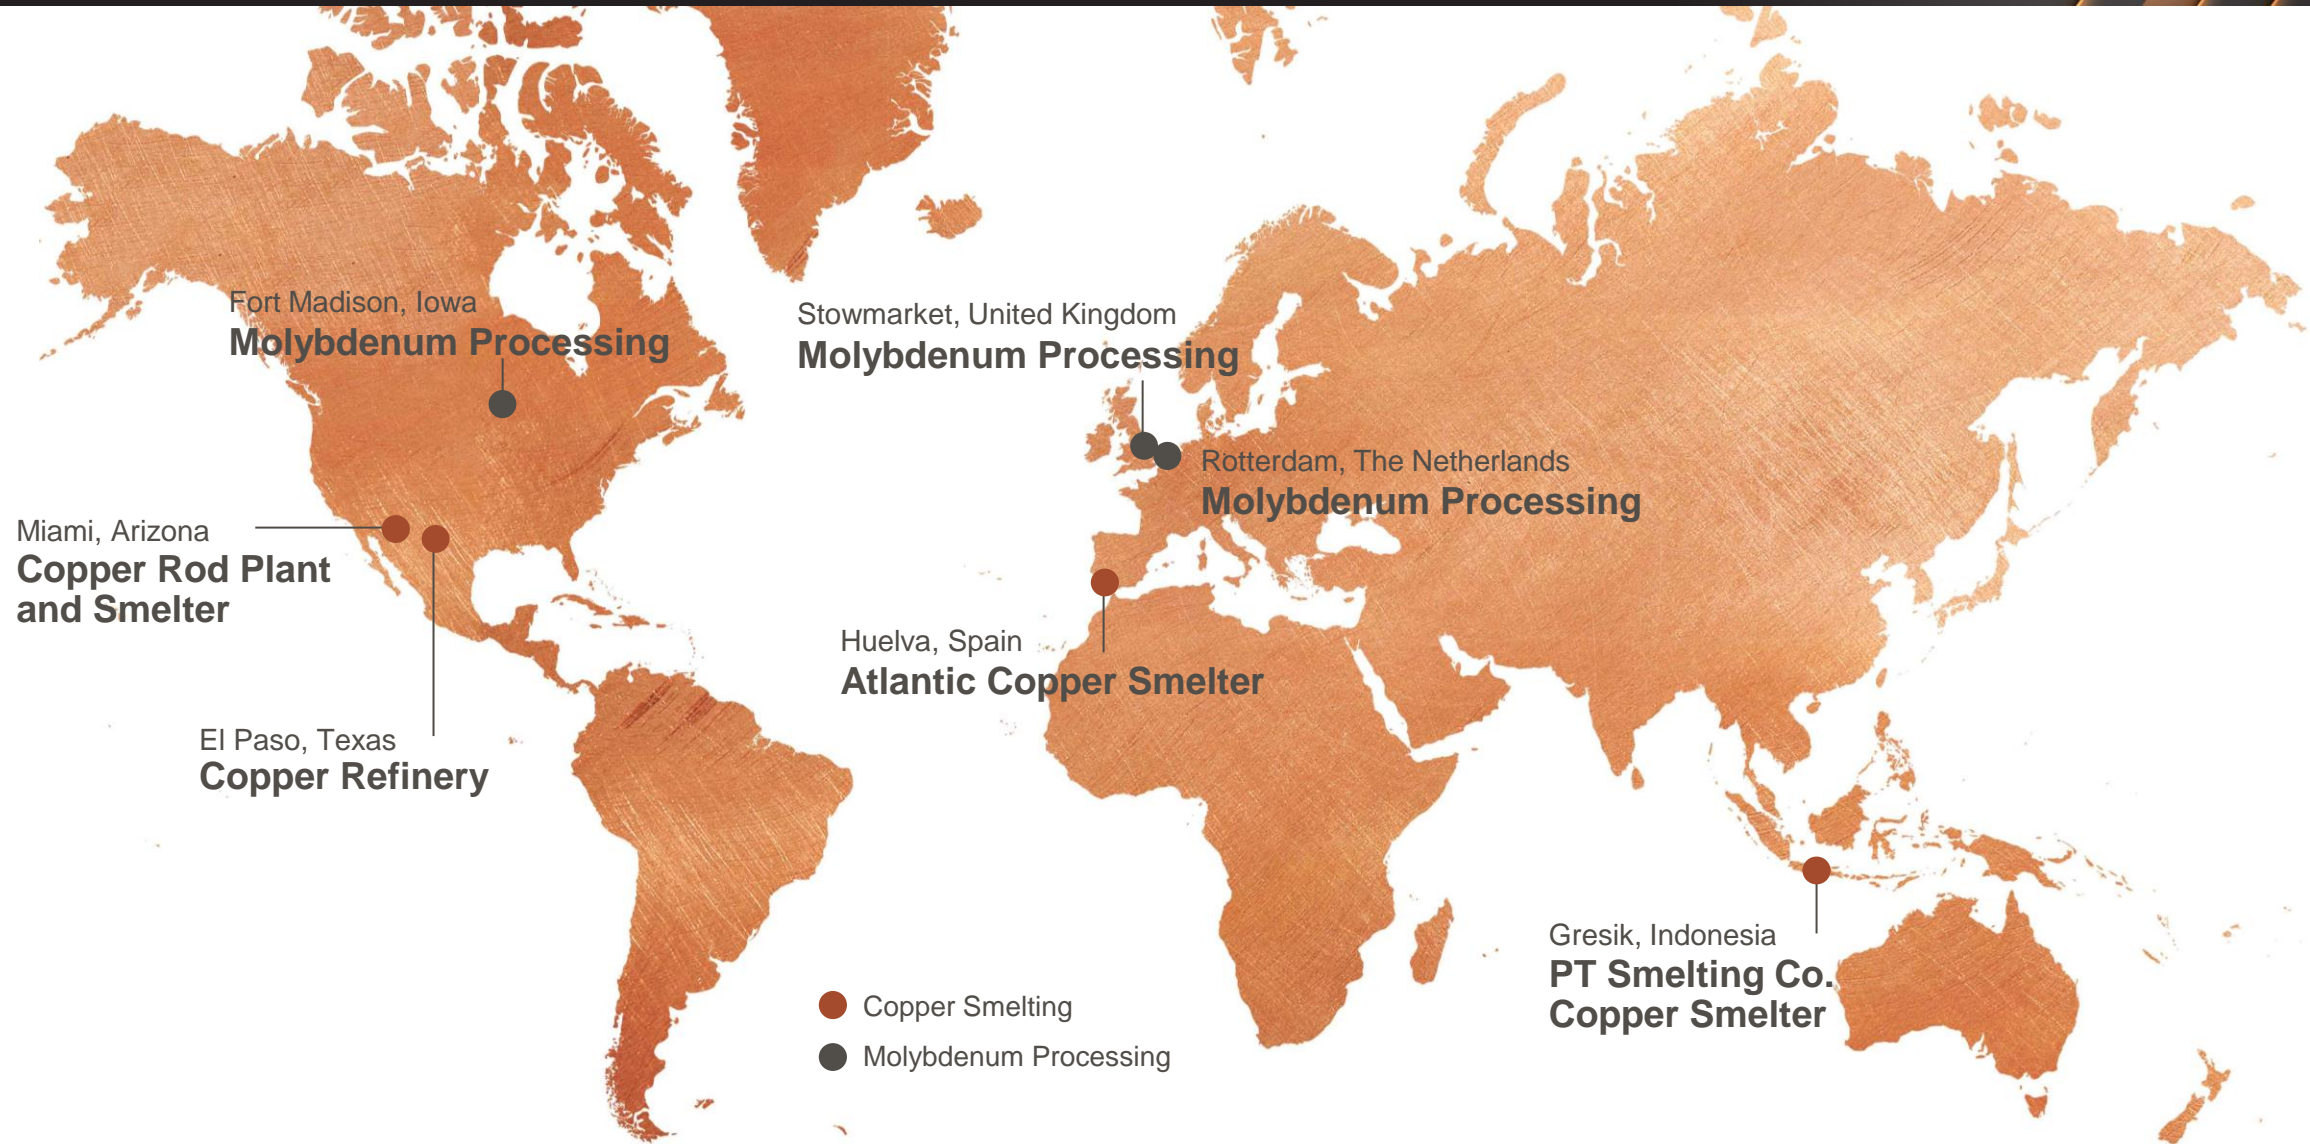 Fort Madison, Iowa
Molybdenum Processing
Stowmarket, United Kingdom
Molybdenum Processing
Rotterdam, The Netherlands
Molybdenum Processing
Miami, Arizona
Copper Rod Plant
and Smelter
Huelva, Spain
Atlantic Copper Smelter
El Paso, Texas
Copper Refinery
Gresik, Indonesia
PT Smelting Co.
Copper Smelter
Copper Smelting
Molybdenum Processing